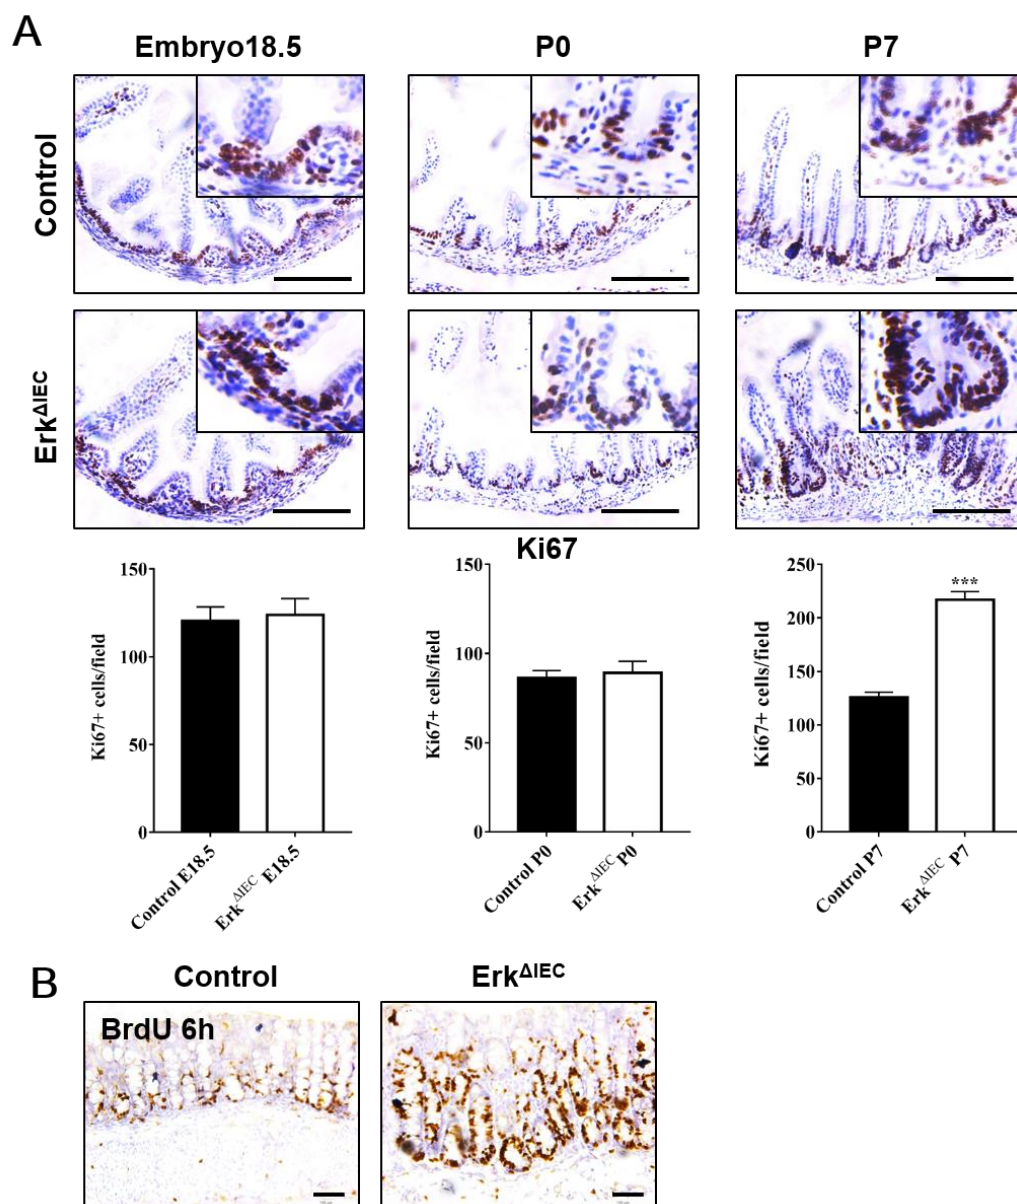 A
Embryo18.5
P0
P7
Control
Erk^ΔIEC
Ki67
150
100
50
0
Ki67+ cells/field
Control E18.5
Erk^ΔIEC E18.5
150
100
50
0
Ki67+ cells/field
Control P0
Erk^ΔIEC P0
250
200
150
100
50
0
Ki67+ cells/field
***
Control P7
Erk^ΔIEC P7
B
Control
Erk^ΔIEC
BrdU 6h